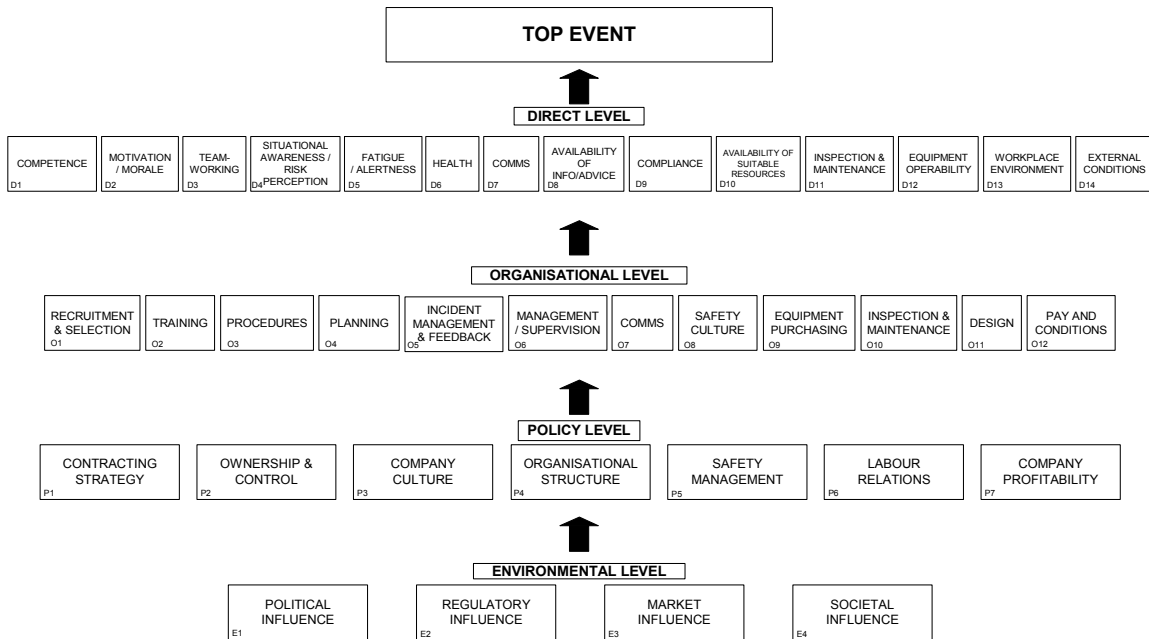 TOP EVENT
DIRECT LEVEL
COMPETENCE
D1
MOTIVATION
/ MORALE
D2
TEAM-
WORKING
D3
SITUATIONAL
AWARENESS /
RISK
PERCEPTION
D4
FATIGUE
/ ALERTNESS
D5
HEALTH
D6
COMMS
D7
AVAILABILITY
OF
INFO/ADVICE
D8
COMPLIANCE
D9
AVAILABILITY OF
SUITABLE
RESOURCES
D10
INSPECTION &
MAINTENANCE
D11
EQUIPMENT
OPERABILITY
D12
WORKPLACE
ENVIRONMENT
D13
EXTERNAL
CONDITIONS
D14
ORGANISATIONAL LEVEL
RECRUITMENT
& SELECTION
O1
TRAINING
O2
PROCEDURES
O3
PLANNING
O4
INCIDENT
MANAGEMENT
& FEEDBACK
O5
MANAGEMENT
/ SUPERVISION
O6
COMMS
O7
SAFETY
CULTURE
O8
EQUIPMENT
PURCHASING
O9
INSPECTION &
MAINTENANCE
O10
DESIGN
O11
PAY AND
CONDITIONS
O12
POLICY LEVEL
CONTRACTING
STRATEGY
P1
OWNERSHIP &
CONTROL
P2
COMPANY
CULTURE
P3
ORGANISATIONAL
STRUCTURE
P4
SAFETY
MANAGEMENT
P5
LABOUR
RELATIONS
P6
COMPANY
PROFITABILITY
P7
ENVIRONMENTAL LEVEL
POLITICAL
INFLUENCE
E1
REGULATORY
INFLUENCE
E2
MARKET
INFLUENCE
E3
SOCIETAL
INFLUENCE
E4